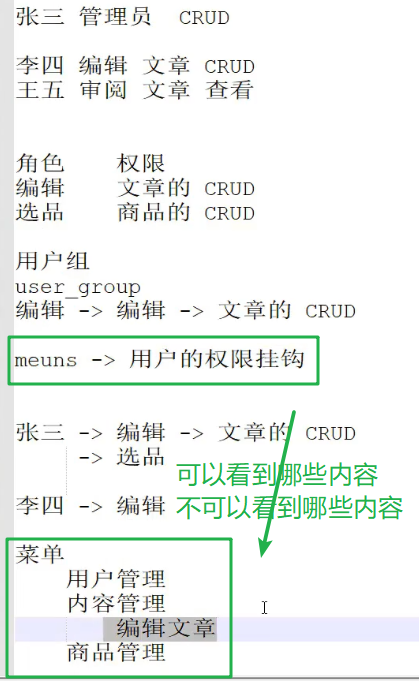 张三 管理员  CRUD
李四 编辑 文章 CRUD
王五 审阅 文章 查看
角色    权限
编辑    文章的 CRUD
选品    商品的 CRUD
用户组
user_group
编辑 -> 编辑 -> 文章的 CRUD
meuns -> 用户的权限挂钩
张三 -> 编辑 -> 文章的 CRUD
-> 选品
可以看到哪些内容
李四 -> 编辑
不可以看到哪些内容
菜单
用户管理
内容管理
编辑文章
商品管理